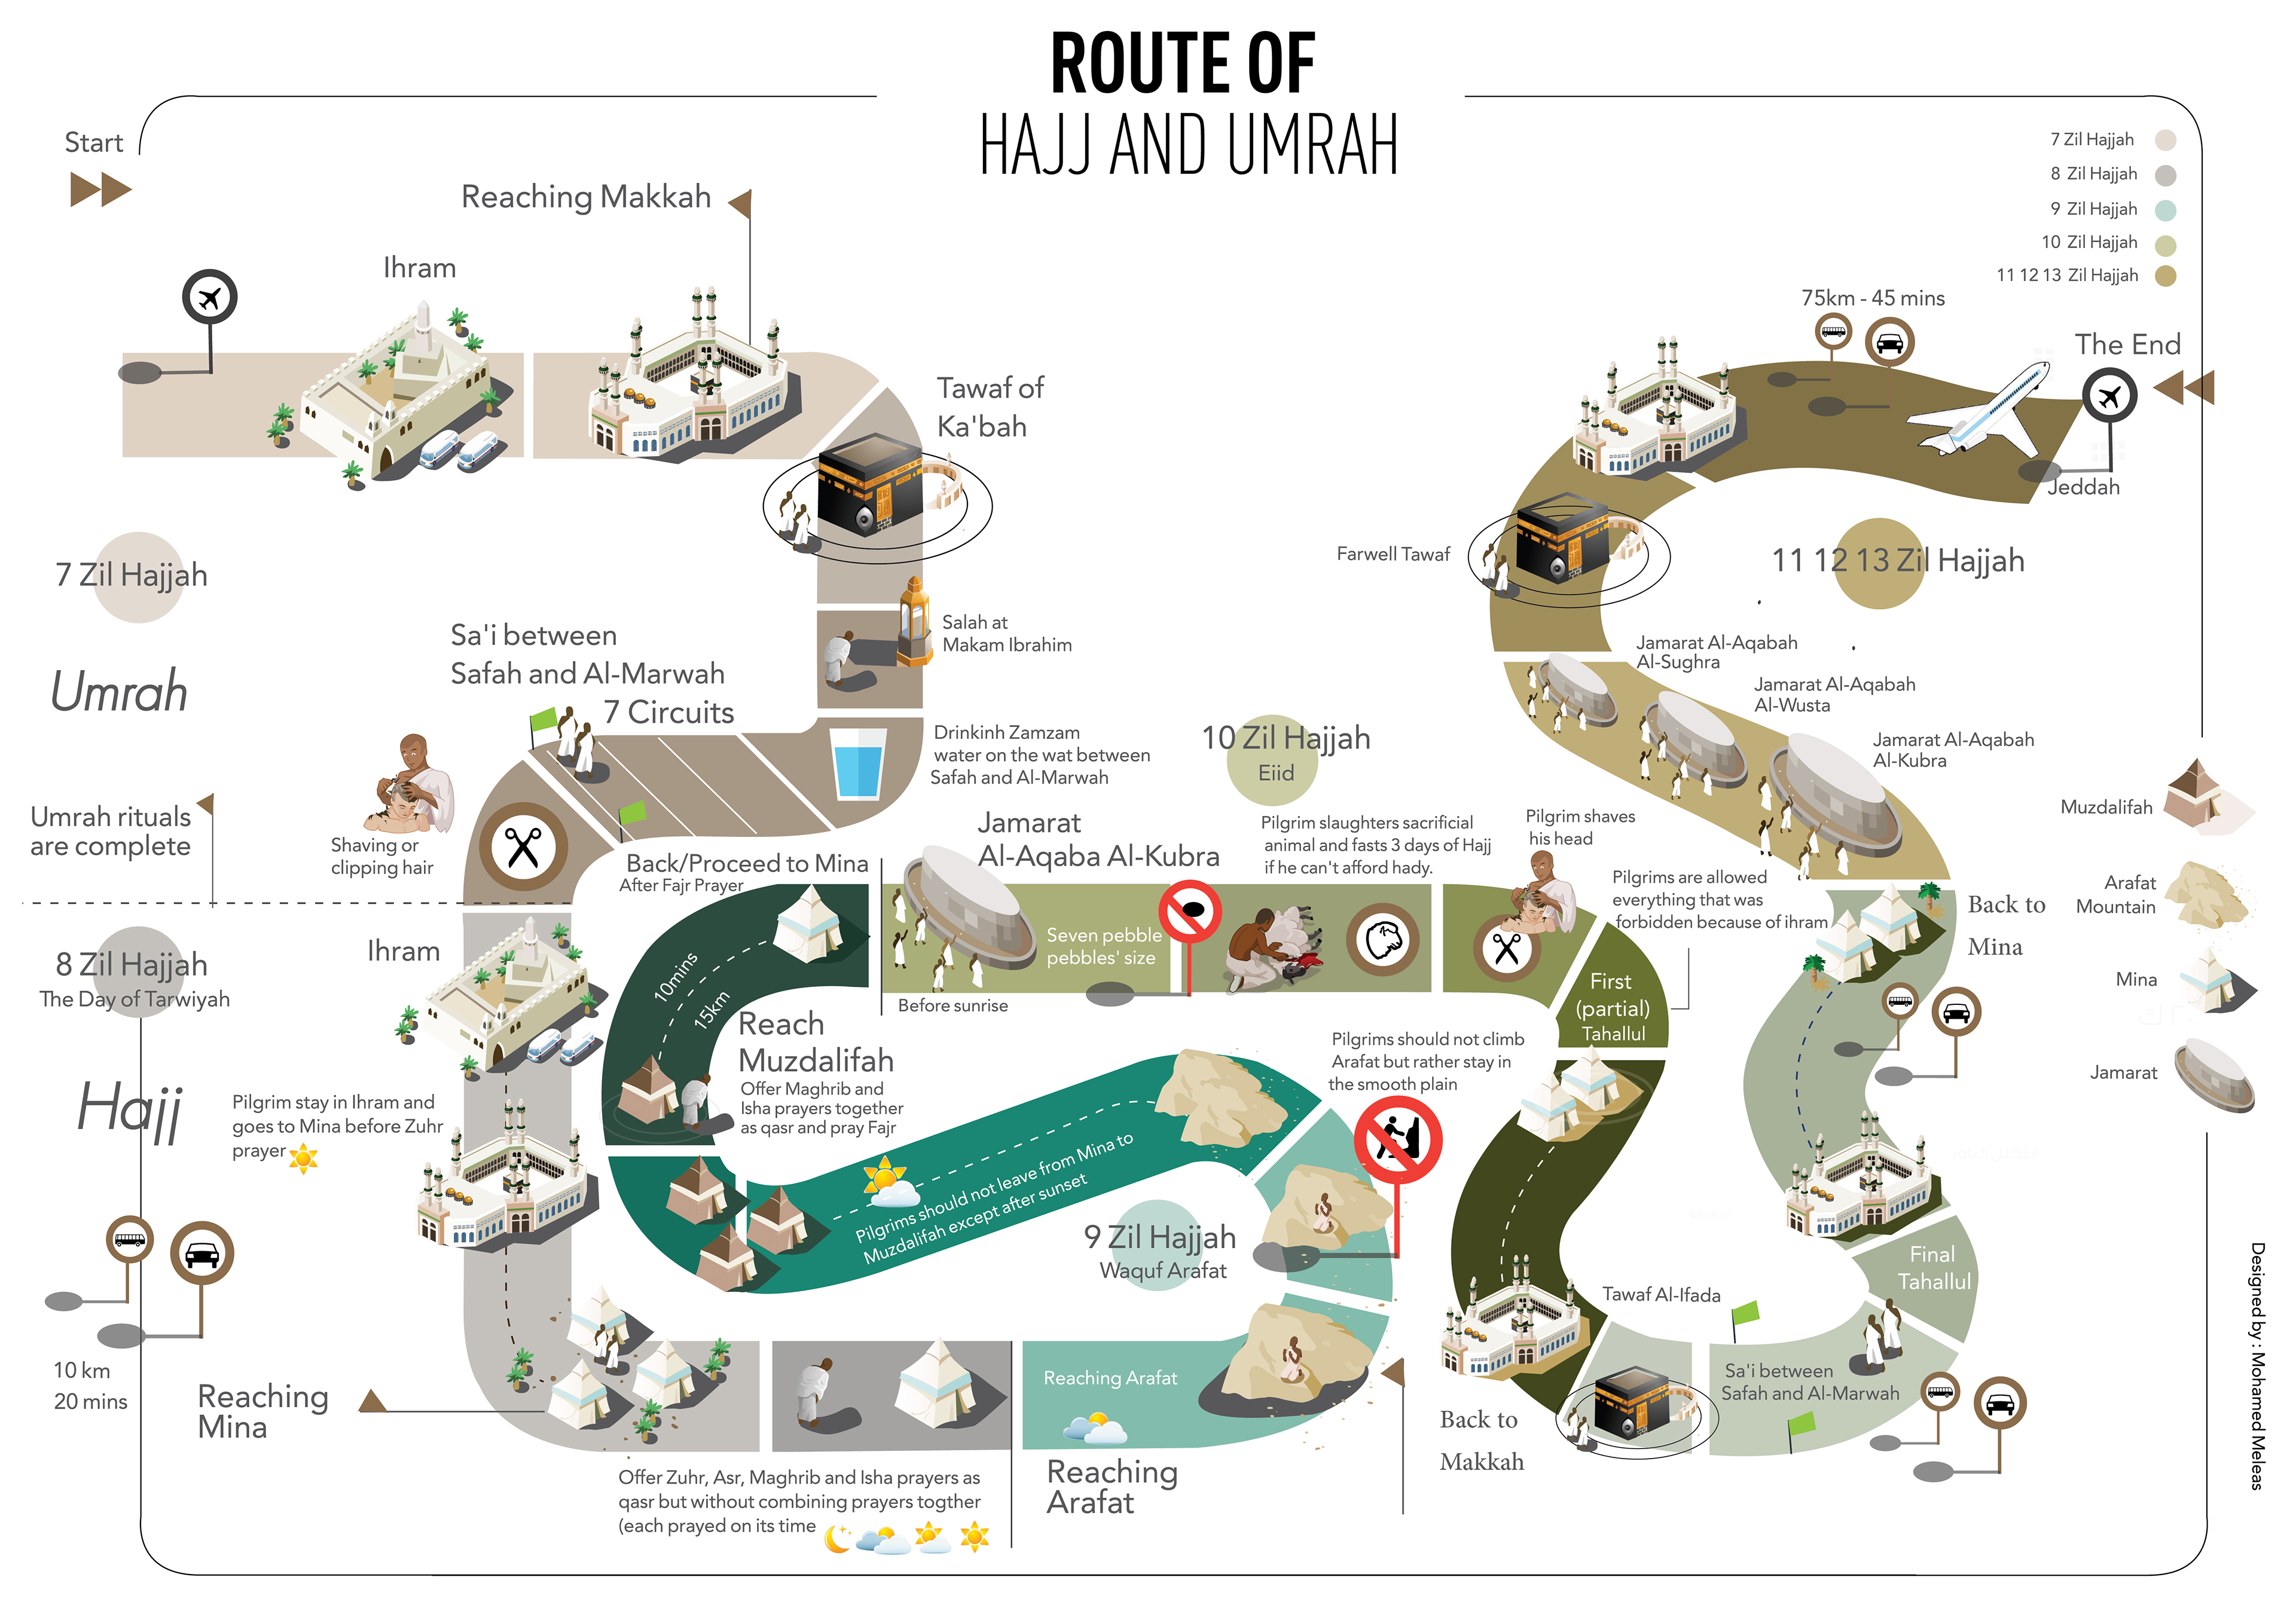 ROUTE OF
HAJJ AND UMRAH
Start
Reaching Makkah
Ihram
Tawaf of
Ka'bah
7 Zil Hajjah
Umrah
Salah at
Makam Ibrahim
Sa'i between
Safah and Al-Marwah
7 Circuits
Drinkinh Zamzam
water on the wat between
Safah and Al-Marwah
Shaving or
clipping hair
Umrah rituals
are complete
8 Zil Hajjah
The Day of Tarwiyah
Hajj
Ihram
Pilgrim stay in Ihram and
goes to Mina before Zuhr
prayer
10 km
20 mins
Reaching
Mina
Offer Zuhr, Asr, Maghrib and Isha prayers as
qasr but without combining prayers togther
(each prayed on its time
Reaching Arafat
Reaching
Arafat
9 Zil Hajjah
Waquf Arafat
Pilgrims should not climb
Arafat but rather stay in
the smooth plain
Pilgrims should not leave from Mina to
Muzdalifah except after sunset
Reach
Muzdalifah
Offer Maghrib and
Isha prayers together
as qasr and pray Fajr
10mins
15km
Back/Proceed to Mina
After Fajr Prayer
Jamarat
Al-Aqaba Al-Kubra
Seven pebble
pebbles' size
Before sunrise
10 Zil Hajjah
Eiid
Pilgrim slaughters sacrificial
animal and fasts 3 days of Hajj
if he can't afford hady.
Pilgrim shaves
his head
Pilgrims are allowed
everything that was
forbidden because of ihram
First
(partial)
Tahallul
Back to
Makkah
Tawaf Al-Ifada
Sa'i between
Safah and Al-Marwah
Final
Tahallul
Back to
Mina
Jamarat Al-Aqabah
Al-Kubra
Jamarat Al-Aqabah
Al-Wusta
Jamarat Al-Aqabah
Al-Sughra
11 12 13 Zil Hajjah
Farwell Tawaf
75km - 45 mins
The End
Jeddah
7 Zil Hajjah
8 Zil Hajjah
9 Zil Hajjah
10 Zil Hajjah
11 12 13 Zil Hajjah
Muzdalifah
Arafat
Mountain
Mina
Jamarat
Designed by : Mohamed Meleas